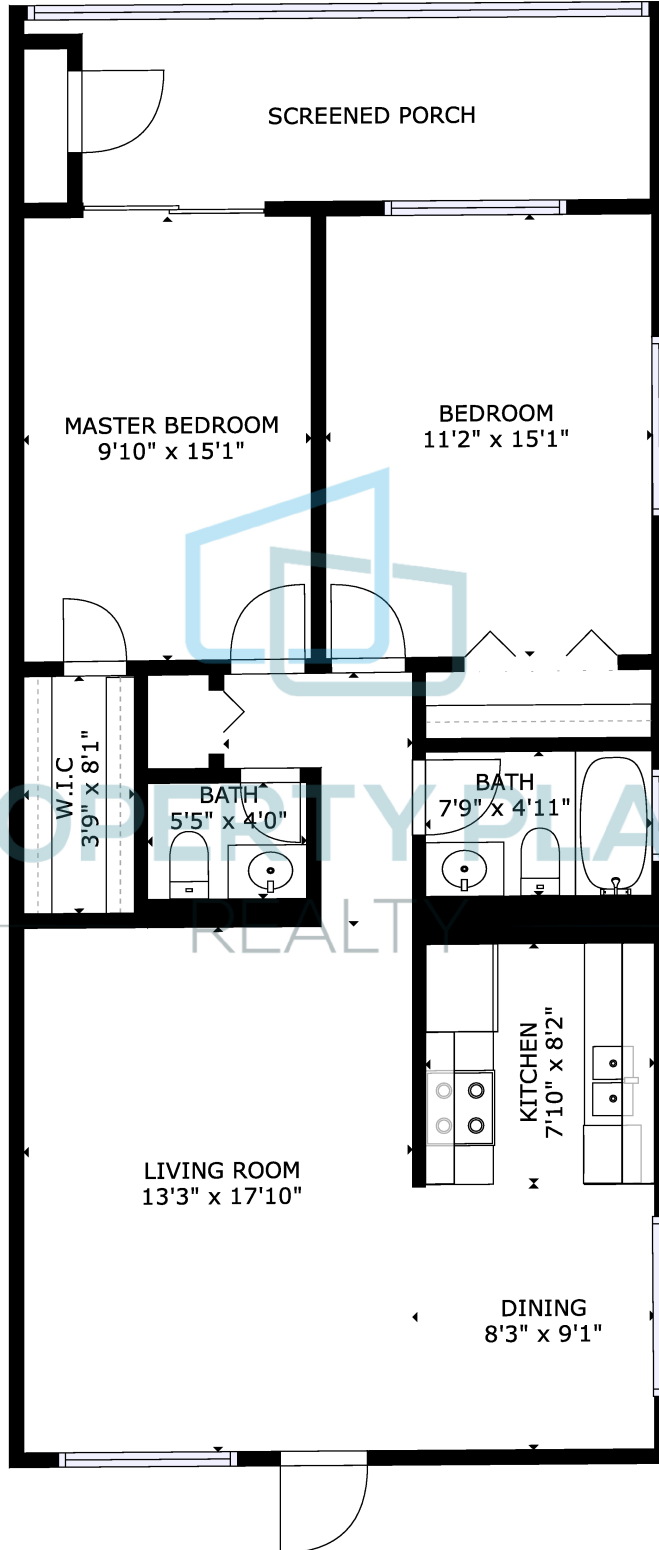 SCREENED PORCH
MASTER BEDROOM
9'10" x 15'1"
BEDROOM
11'2" x 15'1"
W.I.C
3'9" x 8'1"
BATH
5'5" x 4'0"
BATH
7'9" x 4'11"
OPERTY PLA
REALTY
KITCHEN
7'10" x 8'2"
LIVING ROOM
13'3" x 17'10"
DINING
8'3" x 9'1"